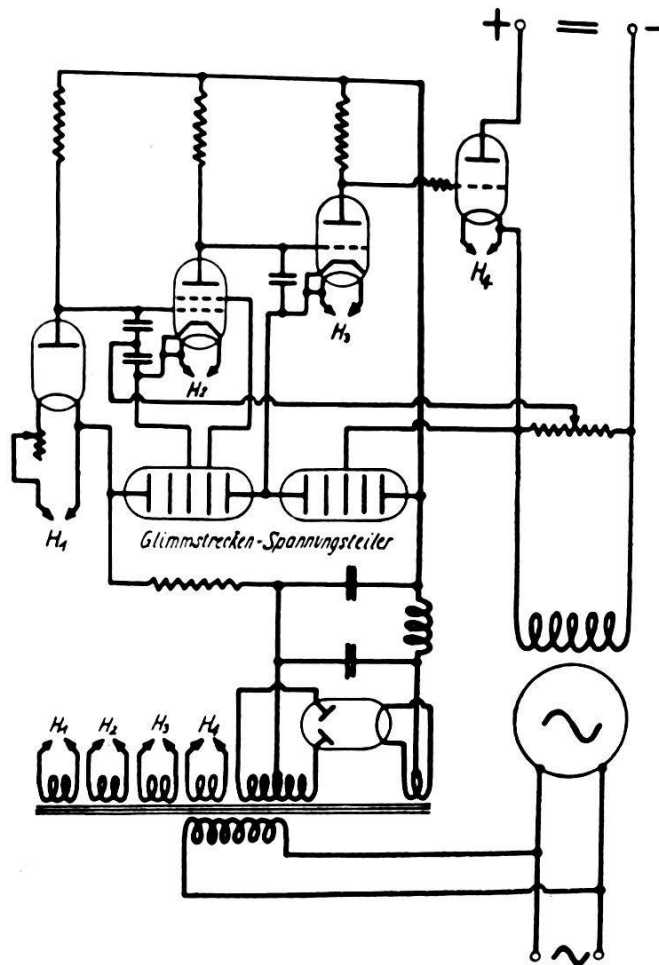 + = −
H₄
H₃
H₂
H₁
Glimmstrecken-Spannungsteiler
H₁ H₂ H₃ H₄
∼
∼